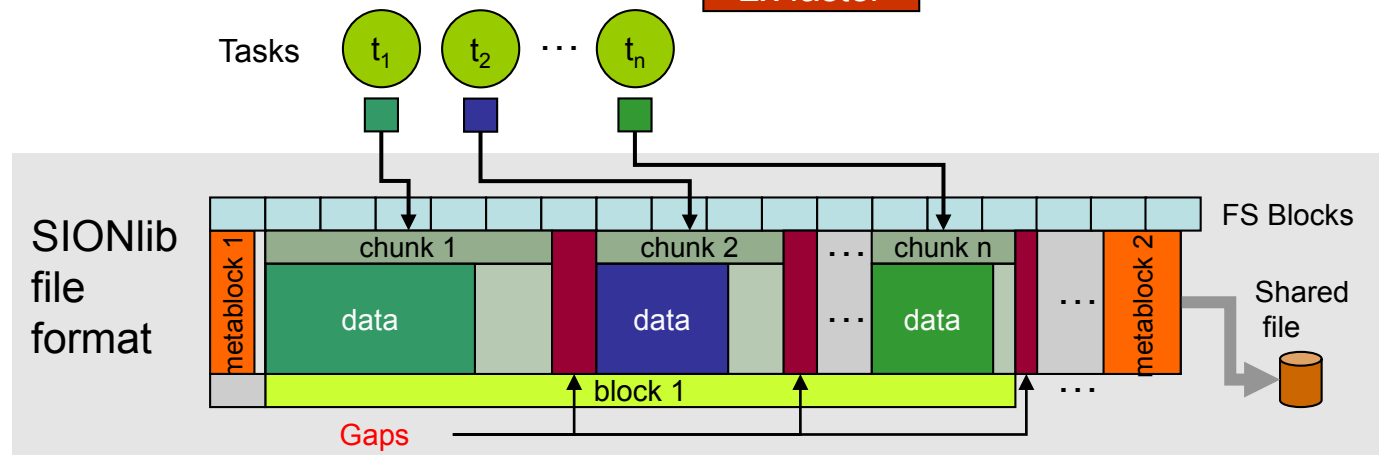 Tasks
t1
t2
...
tn
SIONlib
file
format
FS Blocks
metablock 1
chunk 1
chunk 2
...
chunk n
...
metablock 2
data
data
...
data
Shared
file
block 1
...
Gaps